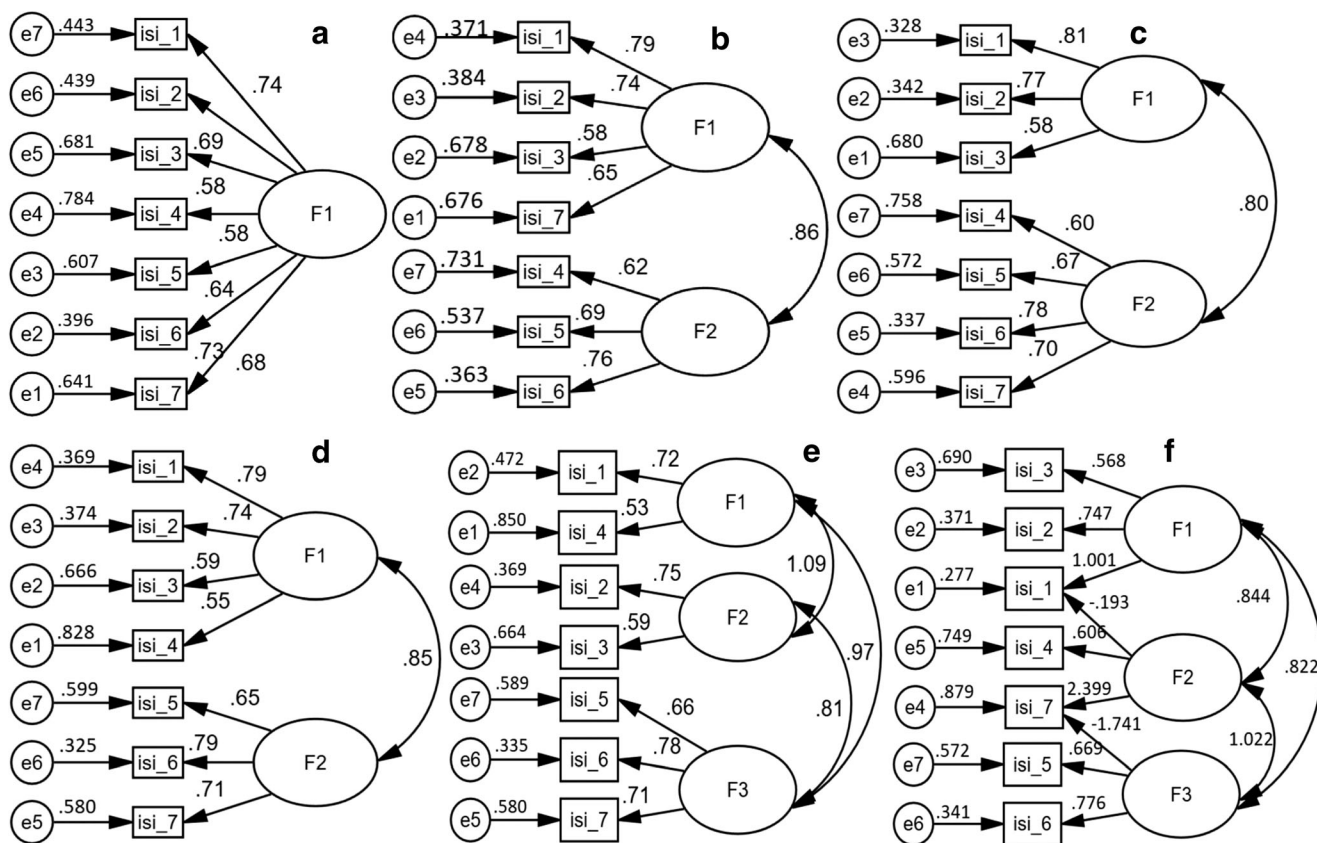 a
e7 .443 isi_1 .74
e6 .439 isi_2 .69
e5 .681 isi_3 .58
e4 .784 isi_4 F1
.58
e3 .607 isi_5 .64
e2 .396 isi_6 .73 .68
e1 .641 isi_7
b
e4 .371 isi_1 .79
e3 .384 isi_2 .74
F1
e2 .678 isi_3 .58
e1 .676 isi_7 .65
.86
e7 .731 isi_4 .62
e6 .537 isi_5 .69
F2
e5 .363 isi_6 .76
c
e3 .328 isi_1 .81
e2 .342 isi_2 .77
F1
e1 .680 isi_3 .58
.80
e7 .758 isi_4 .60
e6 .572 isi_5 .67
F2
e5 .337 isi_6 .78
e4 .596 isi_7 .70
d
e4 .369 isi_1 .79
e3 .374 isi_2 .74
F1
e2 .666 isi_3 .59
e1 .828 isi_4 .55
.85
e7 .599 isi_5 .65
e6 .325 isi_6 .79
F2
e5 .580 isi_7 .71
e
e2 .472 isi_1 .72
F1
e1 .850 isi_4 .53
1.09
e4 .369 isi_2 .75
F2
e3 .664 isi_3 .59
.97
e7 .589 isi_5 .66
.81
e6 .335 isi_6 .78
F3
e5 .580 isi_7 .71
f
e3 .690 isi_3 .568
e2 .371 isi_2 .747
F1
e1 .277 isi_1 1.001
-.193
.844
e5 .749 isi_4 .606
F2
.822
e4 .879 isi_7 2.399
-1.741
1.022
e7 .572 isi_5 .669
F3
e6 .341 isi_6 .776